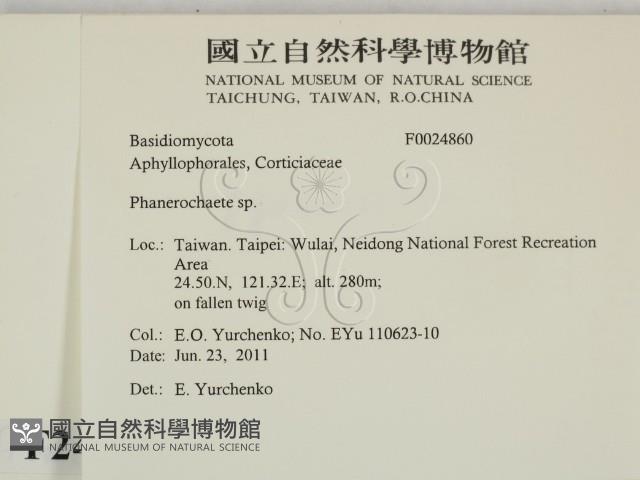 國立自然科學博物館
NATIONAL MUSEUM OF NATURAL SCIENCE
TAICHUNG, TAIWAN, R.O.CHINA
Basidiomycota F0024860
Aphyllophorales, Corticiaceae
Phanerochaete sp.
Loc.: Taiwan. Taipei: Wulai, Neidong National Forest Recreation
Area
24.50.N, 121.32.E; alt. 280m;
on fallen twig
Col.: E.O. Yurchenko; No. EYu 110623-10
Date: Jun. 23, 2011
Det.: E. Yurchenko
國立自然科學博物館
NATIONAL MUSEUM OF NATURAL SCIENCE